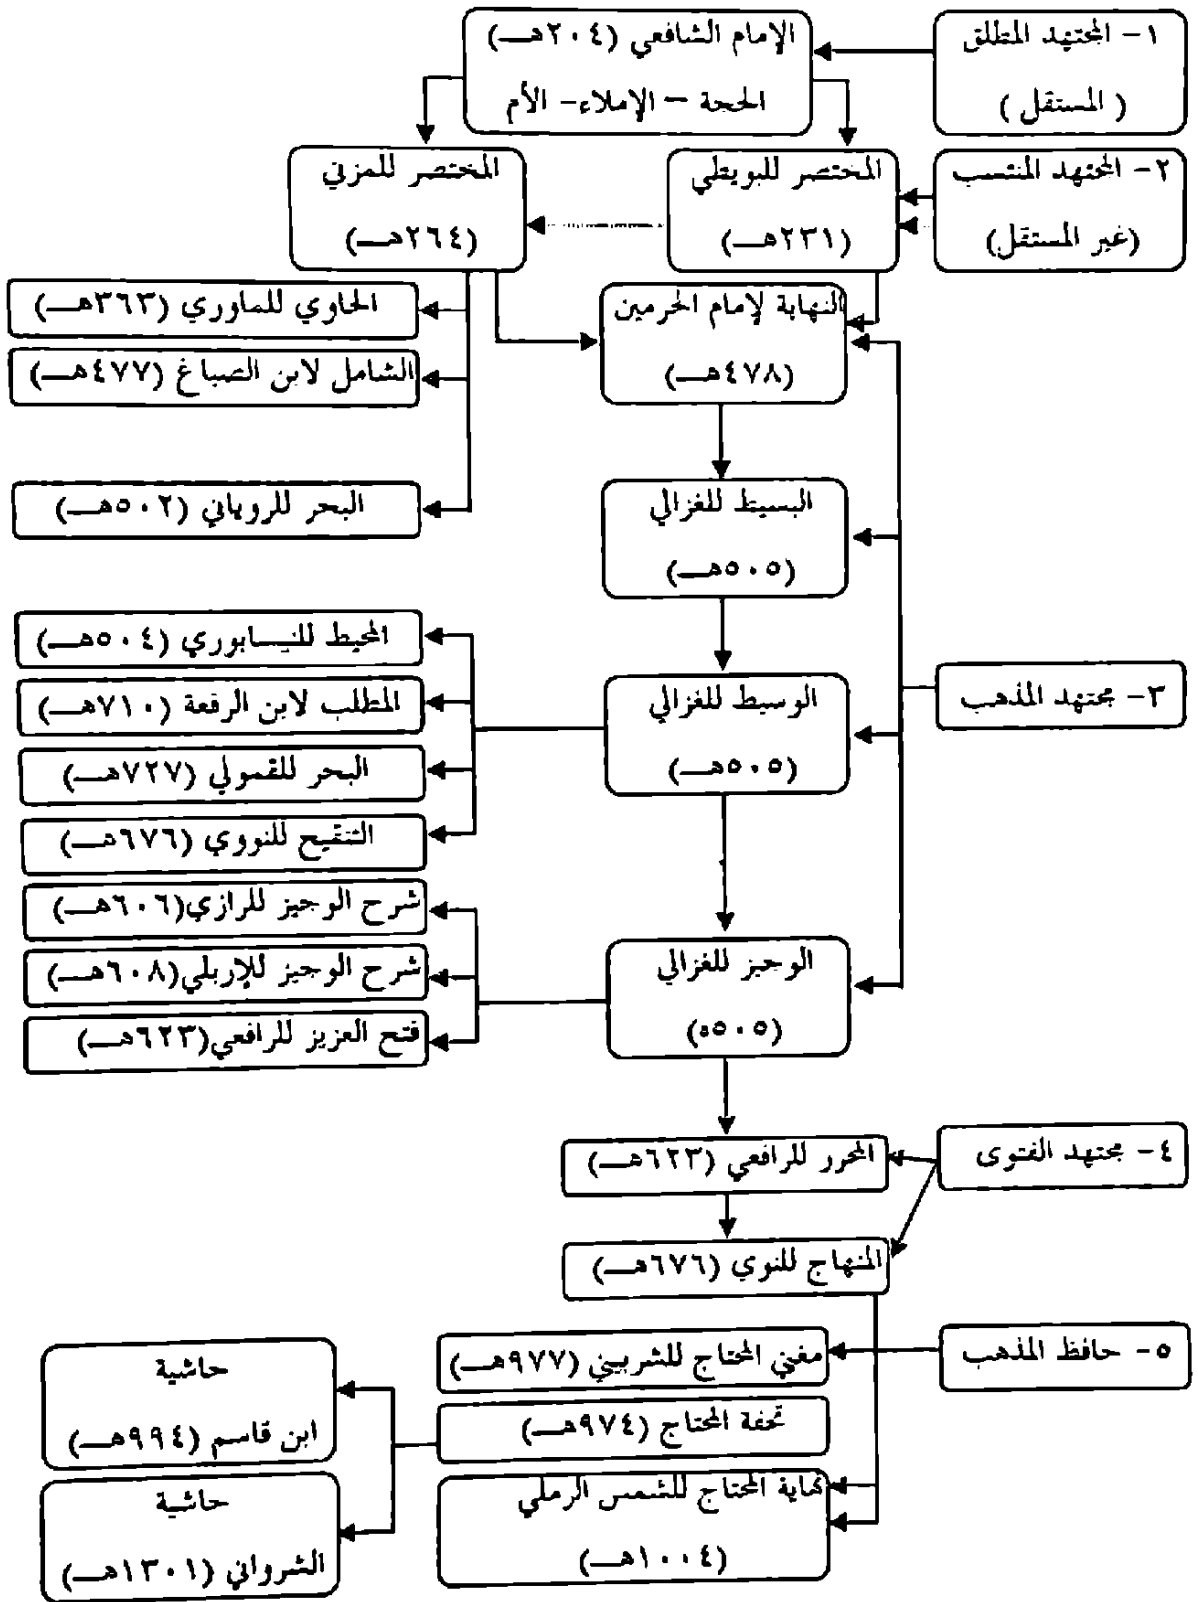 ١- المجتهد المطلق
( المستقل )
الإمام الشافعي (٢٠٤هـ)
الحجة – الإملاء- الأم
٢- المجتهد المنتسب
(غير المستقل)
المختصر للبويطي
(٢٣١هـ)
المختصر للمزني
(٢٦٤هـ)
النهاية لإمام الحرمين
(٤٧٨هـ)
الحاوي للماوري (٣٦٣هـ)
الشامل لابن الصباغ (٤٧٧هـ)
البحر للروياني (٥٠٢هـ)
البسيط للغزالي
(٥٠٥هـ)
٣- مجتهد المذهب
الوسيط للغزالي
(٥٠٥هـ)
المحيط للنيسابوري (٥٠٤هـ)
المطلب لابن الرفعة (٧١٠هـ)
البحر للقمولي (٧٢٧هـ)
التنقيح للنووي (٦٧٦هـ)
الوجيز للغزالي
(٥٠٥ه)
شرح الوجيز للرازي(٦٠٦هـ)
شرح الوجيز للإربلي(٦٠٨هـ)
فتح العزيز للرافعي(٦٢٣هـ)
٤- مجتهد الفتوى
المحرر للرافعي (٦٢٣هـ)
المنهاج للنوي (٦٧٦هـ)
٥- حافظ المذهب
مغني المحتاج للشربيني (٩٧٧هـ)
تحفة المحتاج (٩٧٤هـ)
نهاية المحتاج للشمس الرملي
(١٠٠٤هـ)
حاشية
ابن قاسم (٩٩٤هـ)
حاشية
الشرواني (١٣٠١هـ)